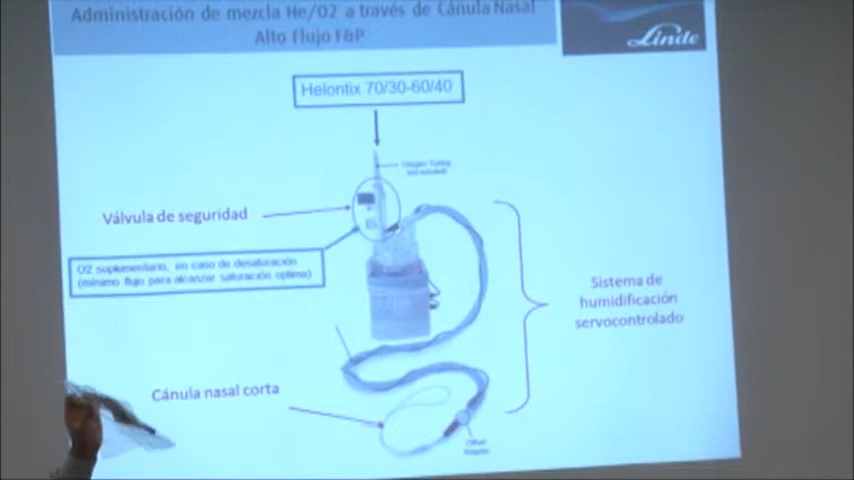 Administración de mezcla He/O2 a través de Cánula Nasal
Alto Flujo F&P
Linde
Helontix 70/30-60/40
Oxygen Tubing
Válvula de seguridad
O2 suplementario, en caso de desaturación
(mínimo flujo para alcanzar saturación optima)
Sistema de
humidificación
servocontrolado
Cánula nasal corta